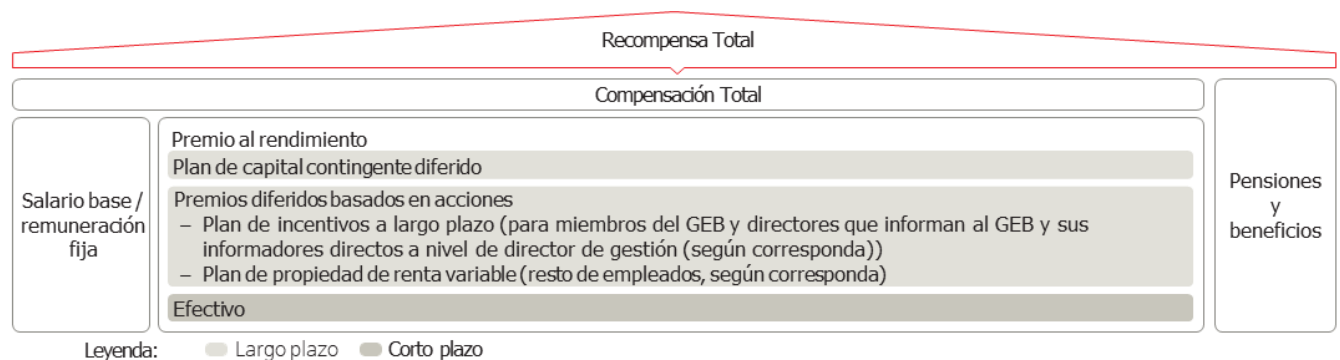 Recompensa Total
Compensación Total
Salario base /
remuneración
fija
Premio al rendimiento
Plan de capital contingente diferido
Premios diferidos basados en acciones
– Plan de incentivos a largo plazo (para miembros del GEB y directores que informan al GEB y sus
informadores directos a nivel de director de gestión (según corresponda))
– Plan de propiedad de renta variable (resto de empleados, según corresponda)
Efectivo
Pensiones
y
beneficios
Leyenda: Largo plazo Corto plazo